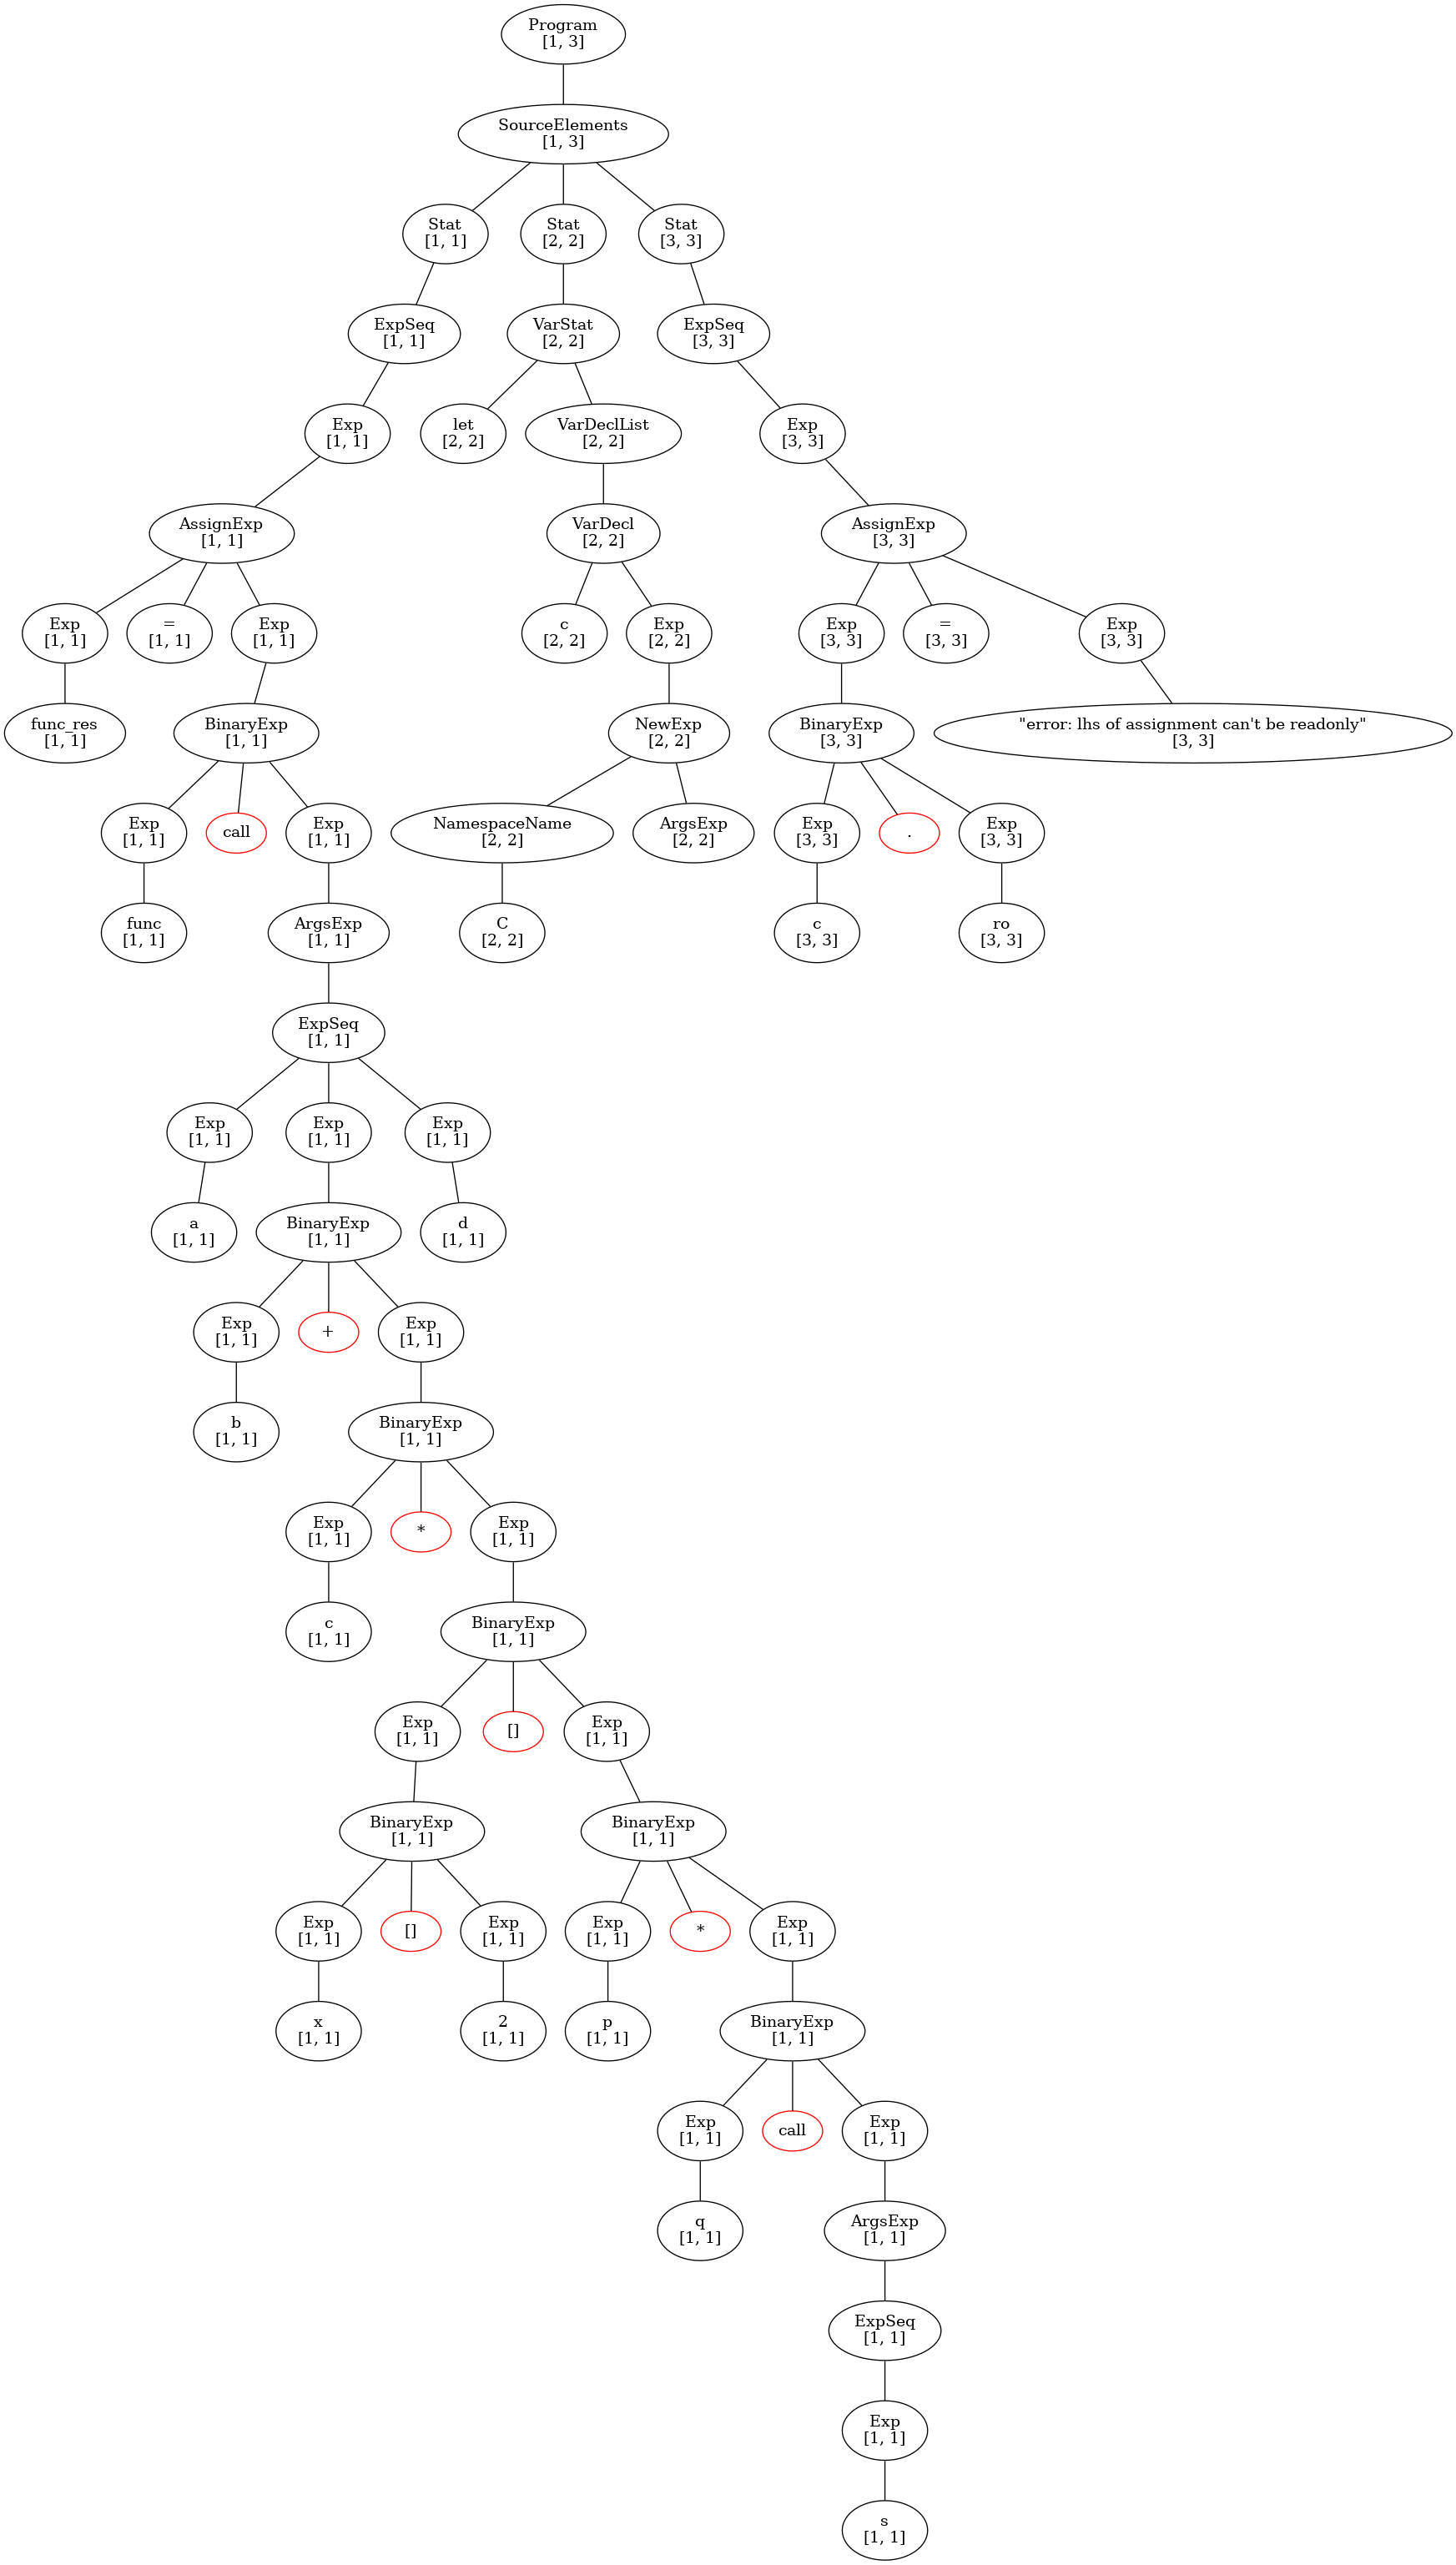 Program
[1, 3]
SourceElements
[1, 3]
Stat
[1, 1]
Stat
[2, 2]
Stat
[3, 3]
ExpSeq
[1, 1]
VarStat
[2, 2]
ExpSeq
[3, 3]
Exp
[1, 1]
let
[2, 2]
VarDeclList
[2, 2]
Exp
[3, 3]
AssignExp
[1, 1]
VarDecl
[2, 2]
AssignExp
[3, 3]
Exp
[1, 1]
=
[1, 1]
Exp
[1, 1]
c
[2, 2]
Exp
[2, 2]
Exp
[3, 3]
=
[3, 3]
Exp
[3, 3]
func_res
[1, 1]
BinaryExp
[1, 1]
NewExp
[2, 2]
BinaryExp
[3, 3]
"error: lhs of assignment can't be readonly"
[3, 3]
Exp
[1, 1]
call
Exp
[1, 1]
NamespaceName
[2, 2]
ArgsExp
[2, 2]
Exp
[3, 3]
.
Exp
[3, 3]
func
[1, 1]
ArgsExp
[1, 1]
C
[2, 2]
c
[3, 3]
ro
[3, 3]
ExpSeq
[1, 1]
Exp
[1, 1]
Exp
[1, 1]
Exp
[1, 1]
a
[1, 1]
BinaryExp
[1, 1]
d
[1, 1]
Exp
[1, 1]
+
Exp
[1, 1]
b
[1, 1]
BinaryExp
[1, 1]
Exp
[1, 1]
*
Exp
[1, 1]
c
[1, 1]
BinaryExp
[1, 1]
Exp
[1, 1]
[]
Exp
[1, 1]
BinaryExp
[1, 1]
BinaryExp
[1, 1]
Exp
[1, 1]
[]
Exp
[1, 1]
Exp
[1, 1]
*
Exp
[1, 1]
x
[1, 1]
2
[1, 1]
p
[1, 1]
BinaryExp
[1, 1]
Exp
[1, 1]
call
Exp
[1, 1]
q
[1, 1]
ArgsExp
[1, 1]
ExpSeq
[1, 1]
Exp
[1, 1]
s
[1, 1]